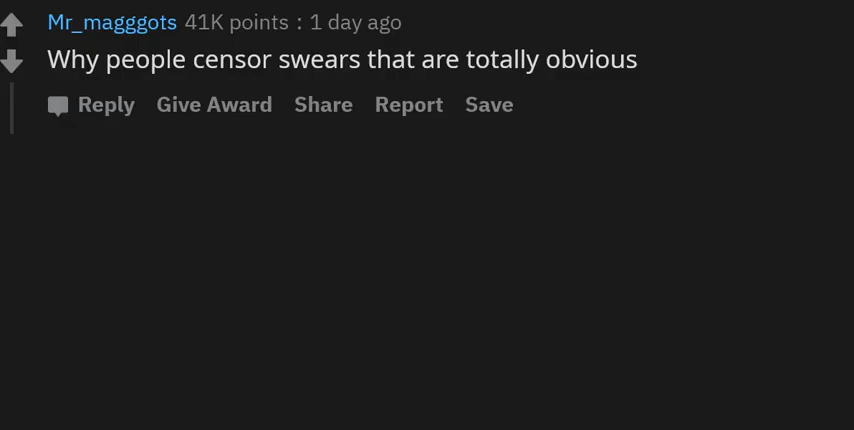 Mr_magggots 41K points : 1 day ago
Why people censor swears that are totally obvious
Reply Give Award Share Report Save